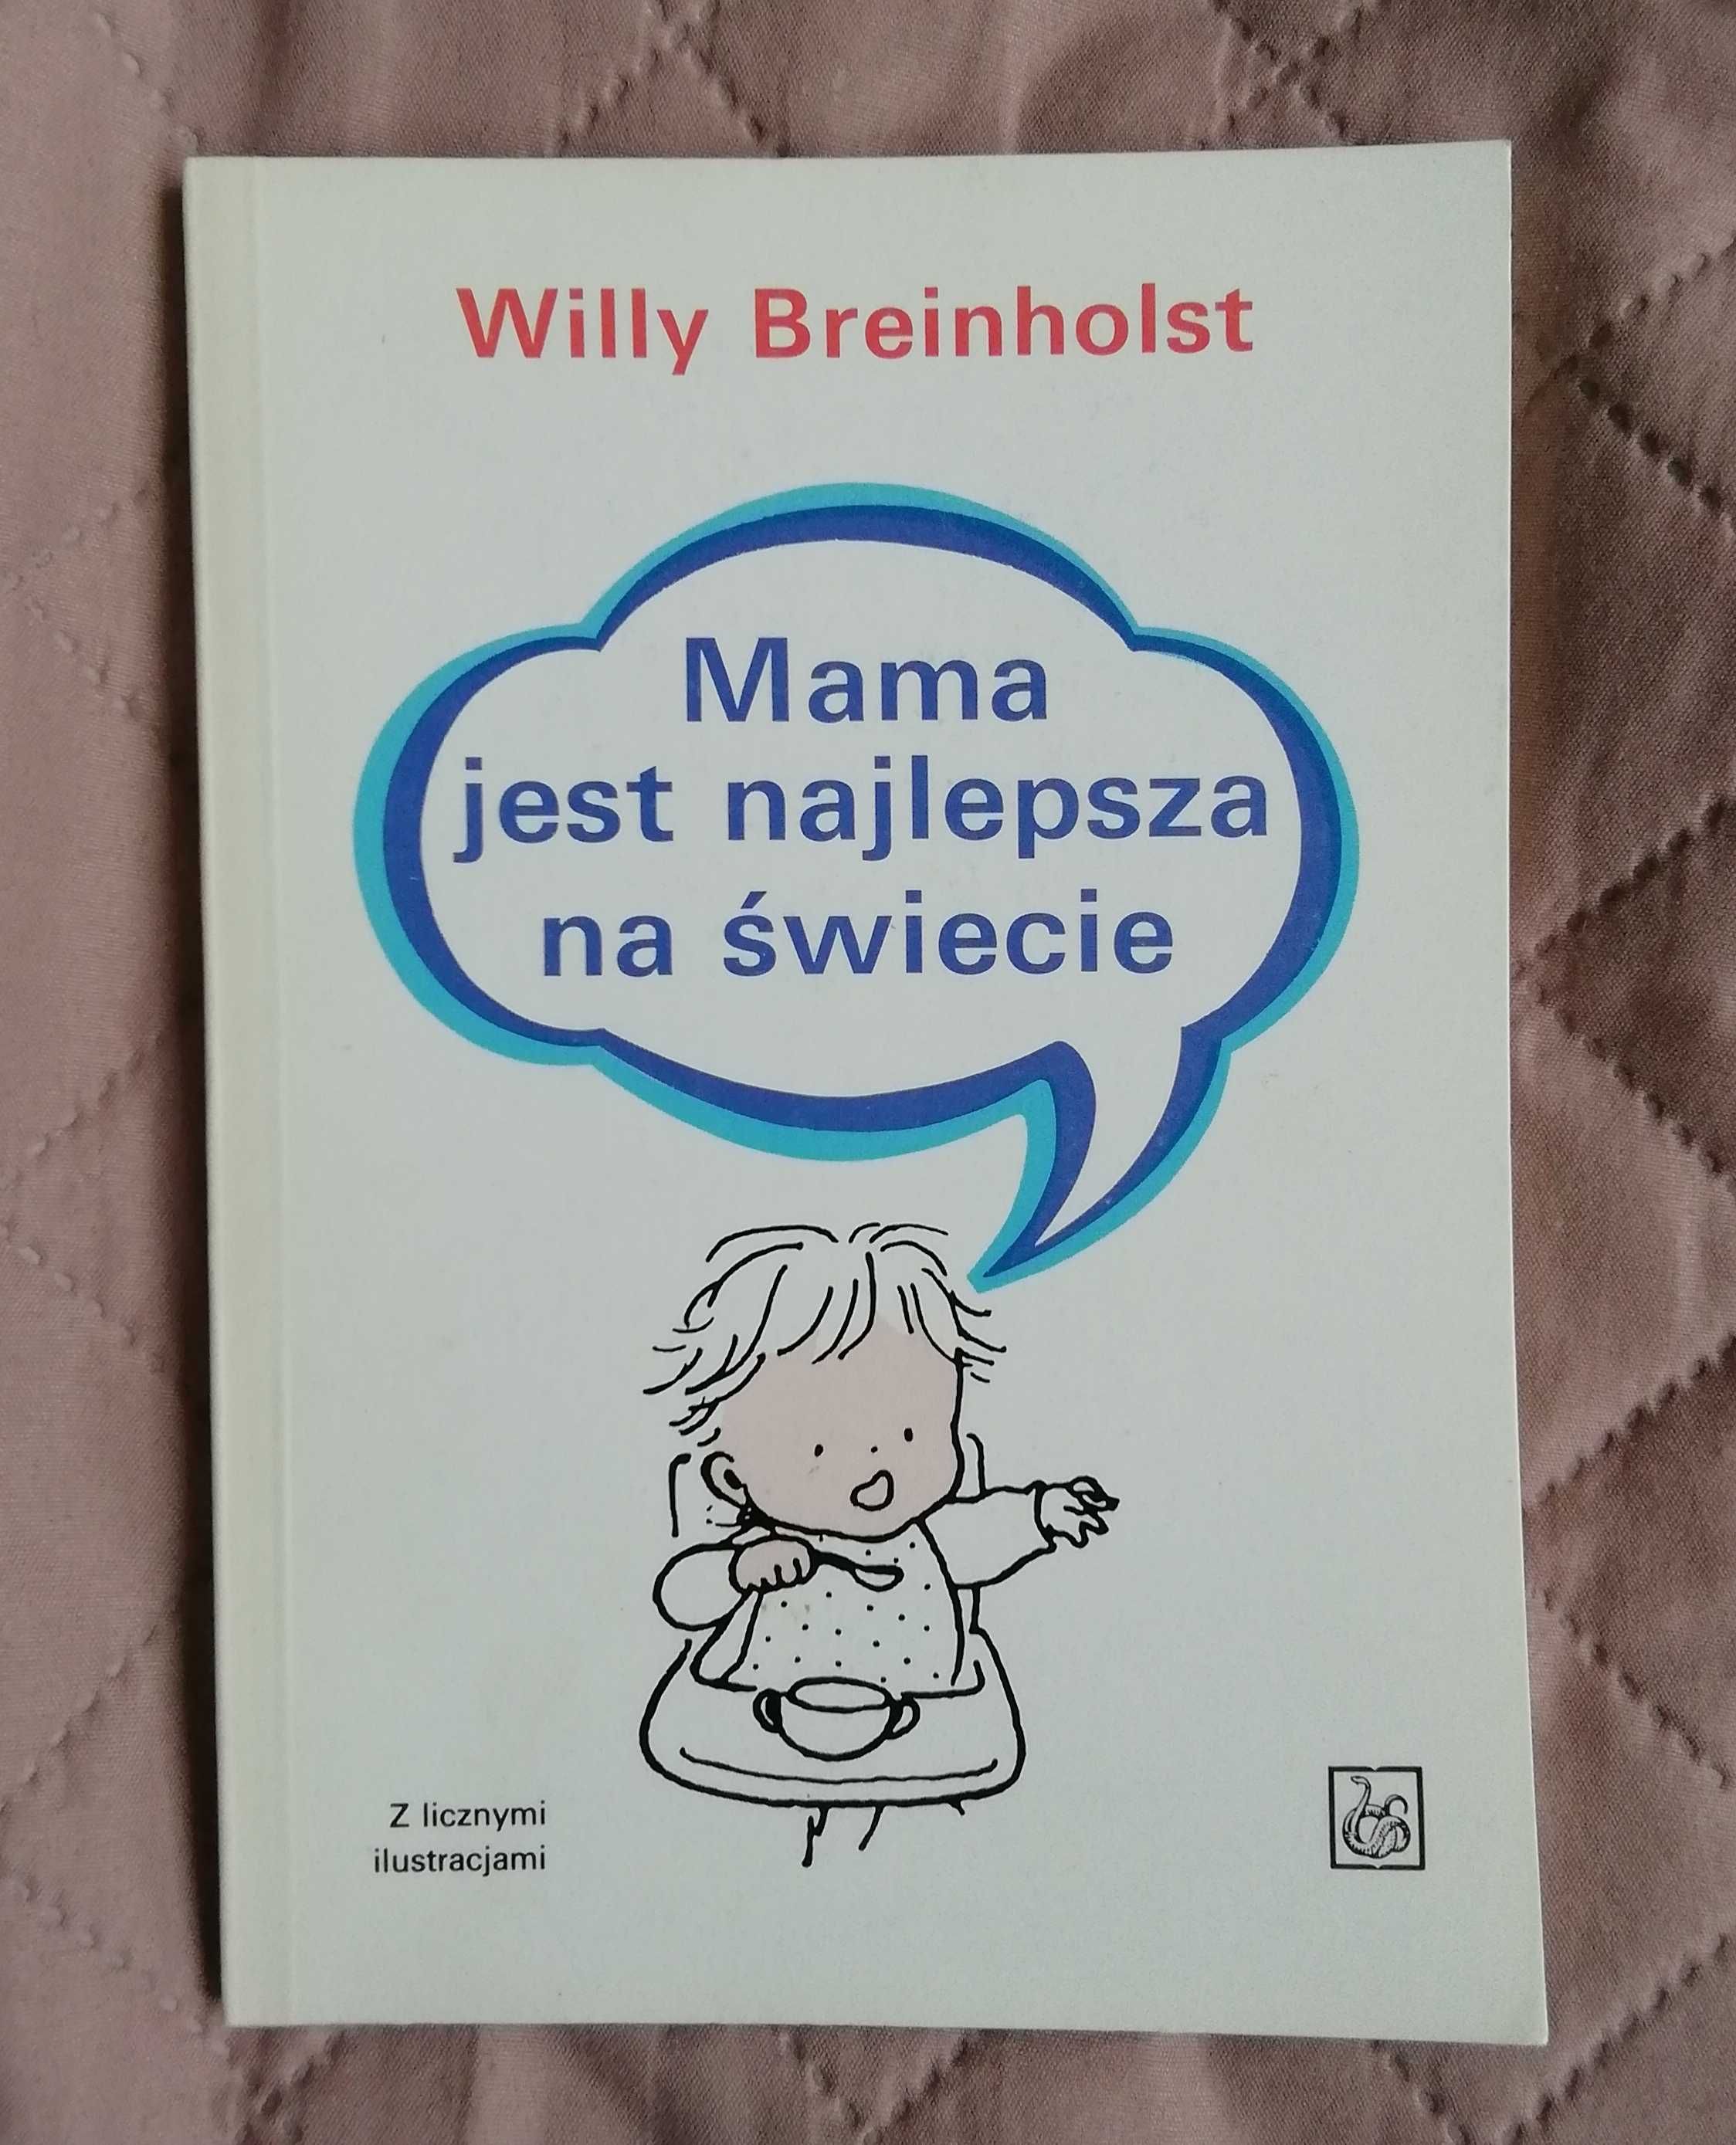 Willy Breinholst
Mama
jest najlepsza
na świecie
Z licznymi
ilustracjami